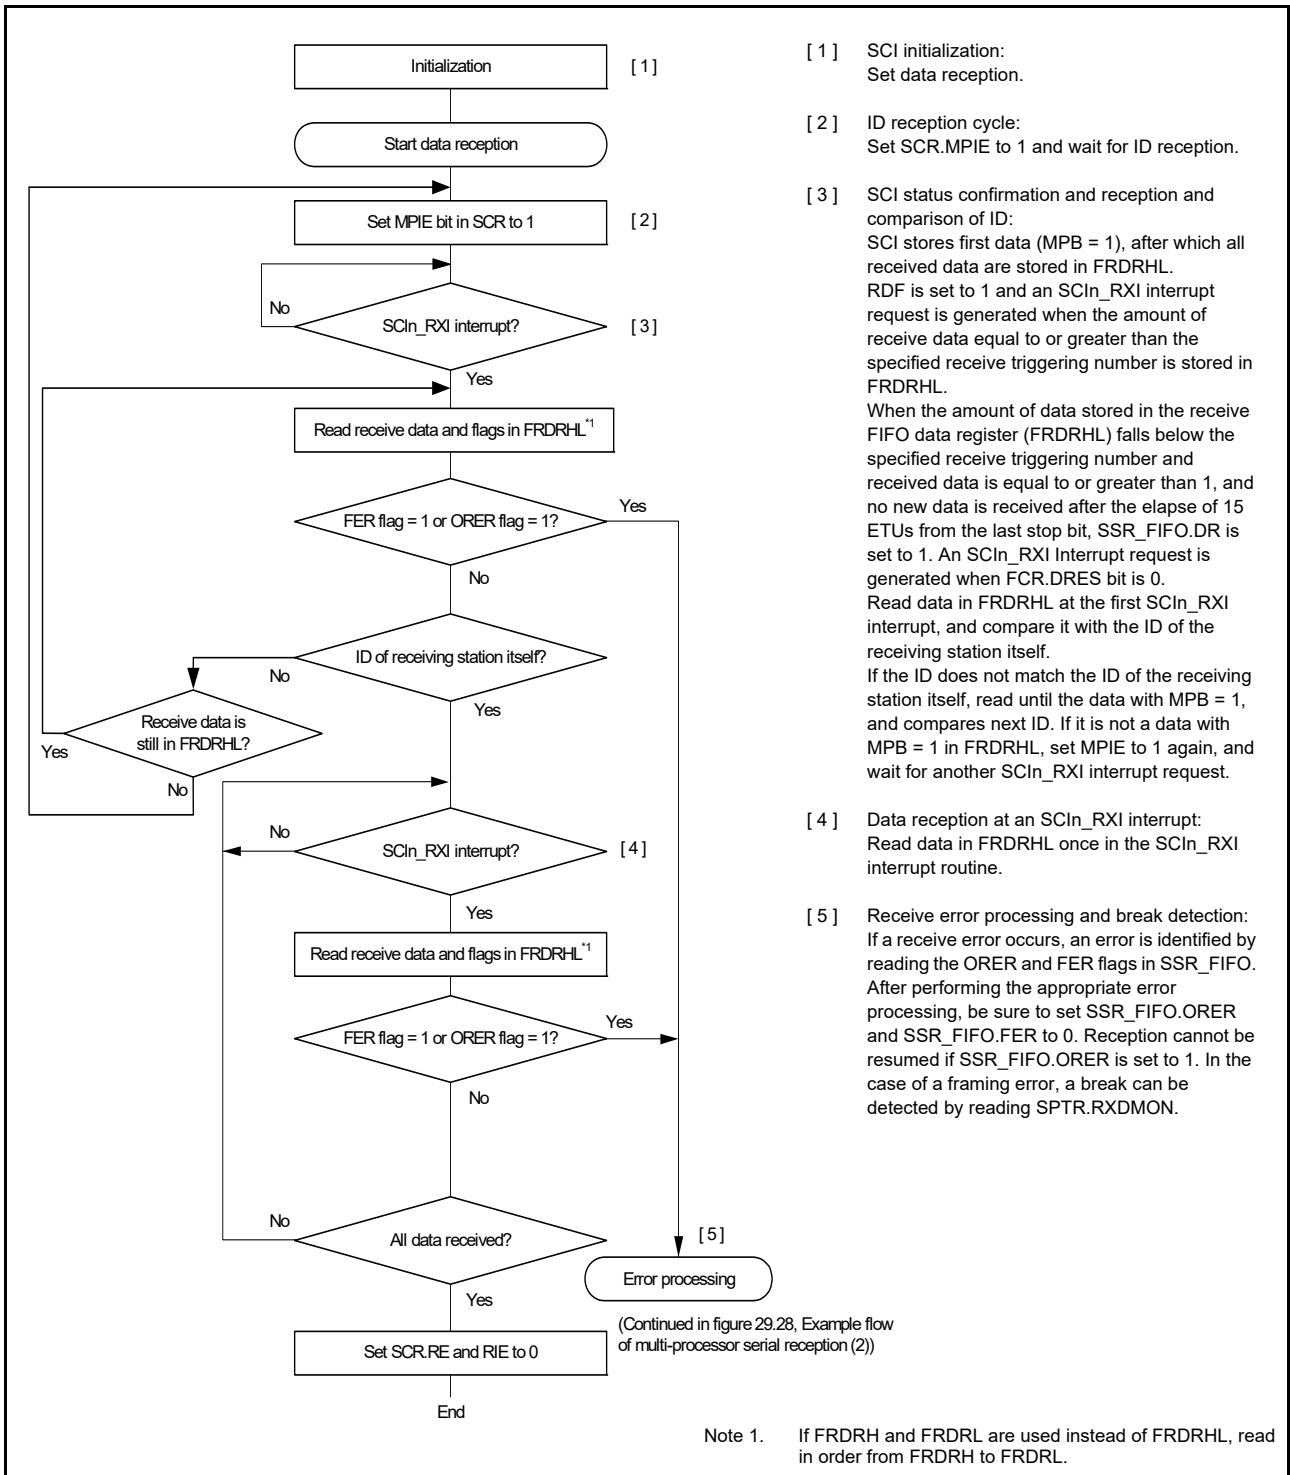 Initialization
[ 1 ]
Start data reception
Set MPIE bit in SCR to 1
[ 2 ]
No
SCIn_RXI interrupt?
[ 3 ]
Yes
Read receive data and flags in FRDRHL*1
Yes
FER flag = 1 or ORER flag = 1?
No
ID of receiving station itself?
No
Yes
Receive data is
still in FRDRHL?
Yes
No
No
SCIn_RXI interrupt?
[ 4 ]
Yes
Read receive data and flags in FRDRHL*1
Yes
FER flag = 1 or ORER flag = 1?
No
No
All data received?
[ 5 ]
Error processing
Yes
(Continued in figure 29.28, Example flow
of multi-processor serial reception (2))
Set SCR.RE and RIE to 0
End
[ 1 ] SCI initialization:
Set data reception.
[ 2 ] ID reception cycle:
Set SCR.MPIE to 1 and wait for ID reception.
[ 3 ] SCI status confirmation and reception and
comparison of ID:
SCI stores first data (MPB = 1), after which all
received data are stored in FRDRHL.
RDF is set to 1 and an SCIn_RXI interrupt
request is generated when the amount of
receive data equal to or greater than the
specified receive triggering number is stored in
FRDRHL.
When the amount of data stored in the receive
FIFO data register (FRDRHL) falls below the
specified receive triggering number and
received data is equal to or greater than 1, and
no new data is received after the elapse of 15
ETUs from the last stop bit, SSR_FIFO.DR is
set to 1. An SCIn_RXI Interrupt request is
generated when FCR.DRES bit is 0.
Read data in FRDRHL at the first SCIn_RXI
interrupt, and compare it with the ID of the
receiving station itself.
If the ID does not match the ID of the receiving
station itself, read until the data with MPB = 1,
and compares next ID. If it is not a data with
MPB = 1 in FRDRHL, set MPIE to 1 again, and
wait for another SCIn_RXI interrupt request.
[ 4 ] Data reception at an SCIn_RXI interrupt:
Read data in FRDRHL once in the SCIn_RXI
interrupt routine.
[ 5 ] Receive error processing and break detection:
If a receive error occurs, an error is identified by
reading the ORER and FER flags in SSR_FIFO.
After performing the appropriate error
processing, be sure to set SSR_FIFO.ORER
and SSR_FIFO.FER to 0. Reception cannot be
resumed if SSR_FIFO.ORER is set to 1. In the
case of a framing error, a break can be
detected by reading SPTR.RXDMON.
Note 1. If FRDRH and FRDRL are used instead of FRDRHL, read
in order from FRDRH to FRDRL.